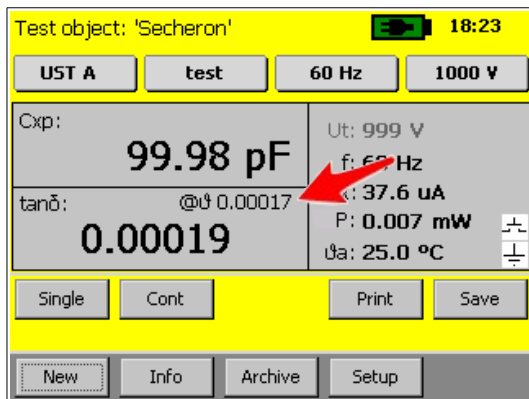 Test object: 'Secheron' 18:23
UST A test 60 Hz 1000 V
Cxp:
99.98 pF
tanδ: @ϑ 0.00017
0.00019
Ut: 999 V
f: Hz
: 37.6 uA
P: 0.007 mW
ϑa: 25.0 ºC
Single Cont Print Save
New Info Archive Setup